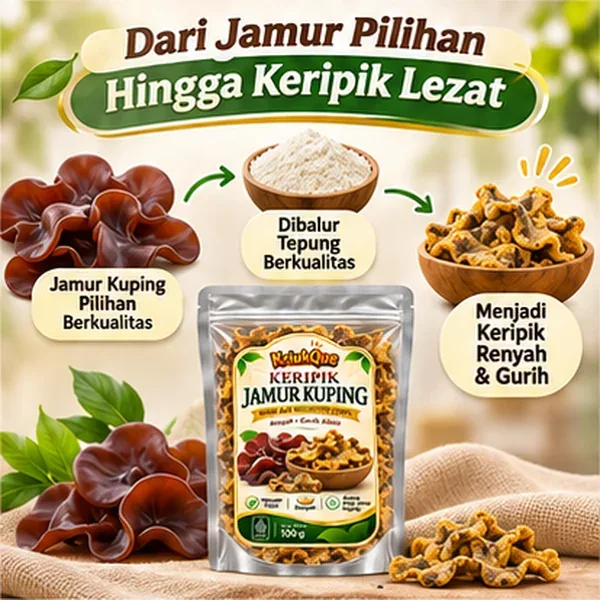 Dari Jamur Pilihan
Hingga Keripik Lezat
Jamur Kuping
Pilihan
Berkualitas
Dibalur
Tepung
Berkualitas
Menjadi
Keripik
Renyah
& Gurih
KERIPIK
JAMUR KUPING